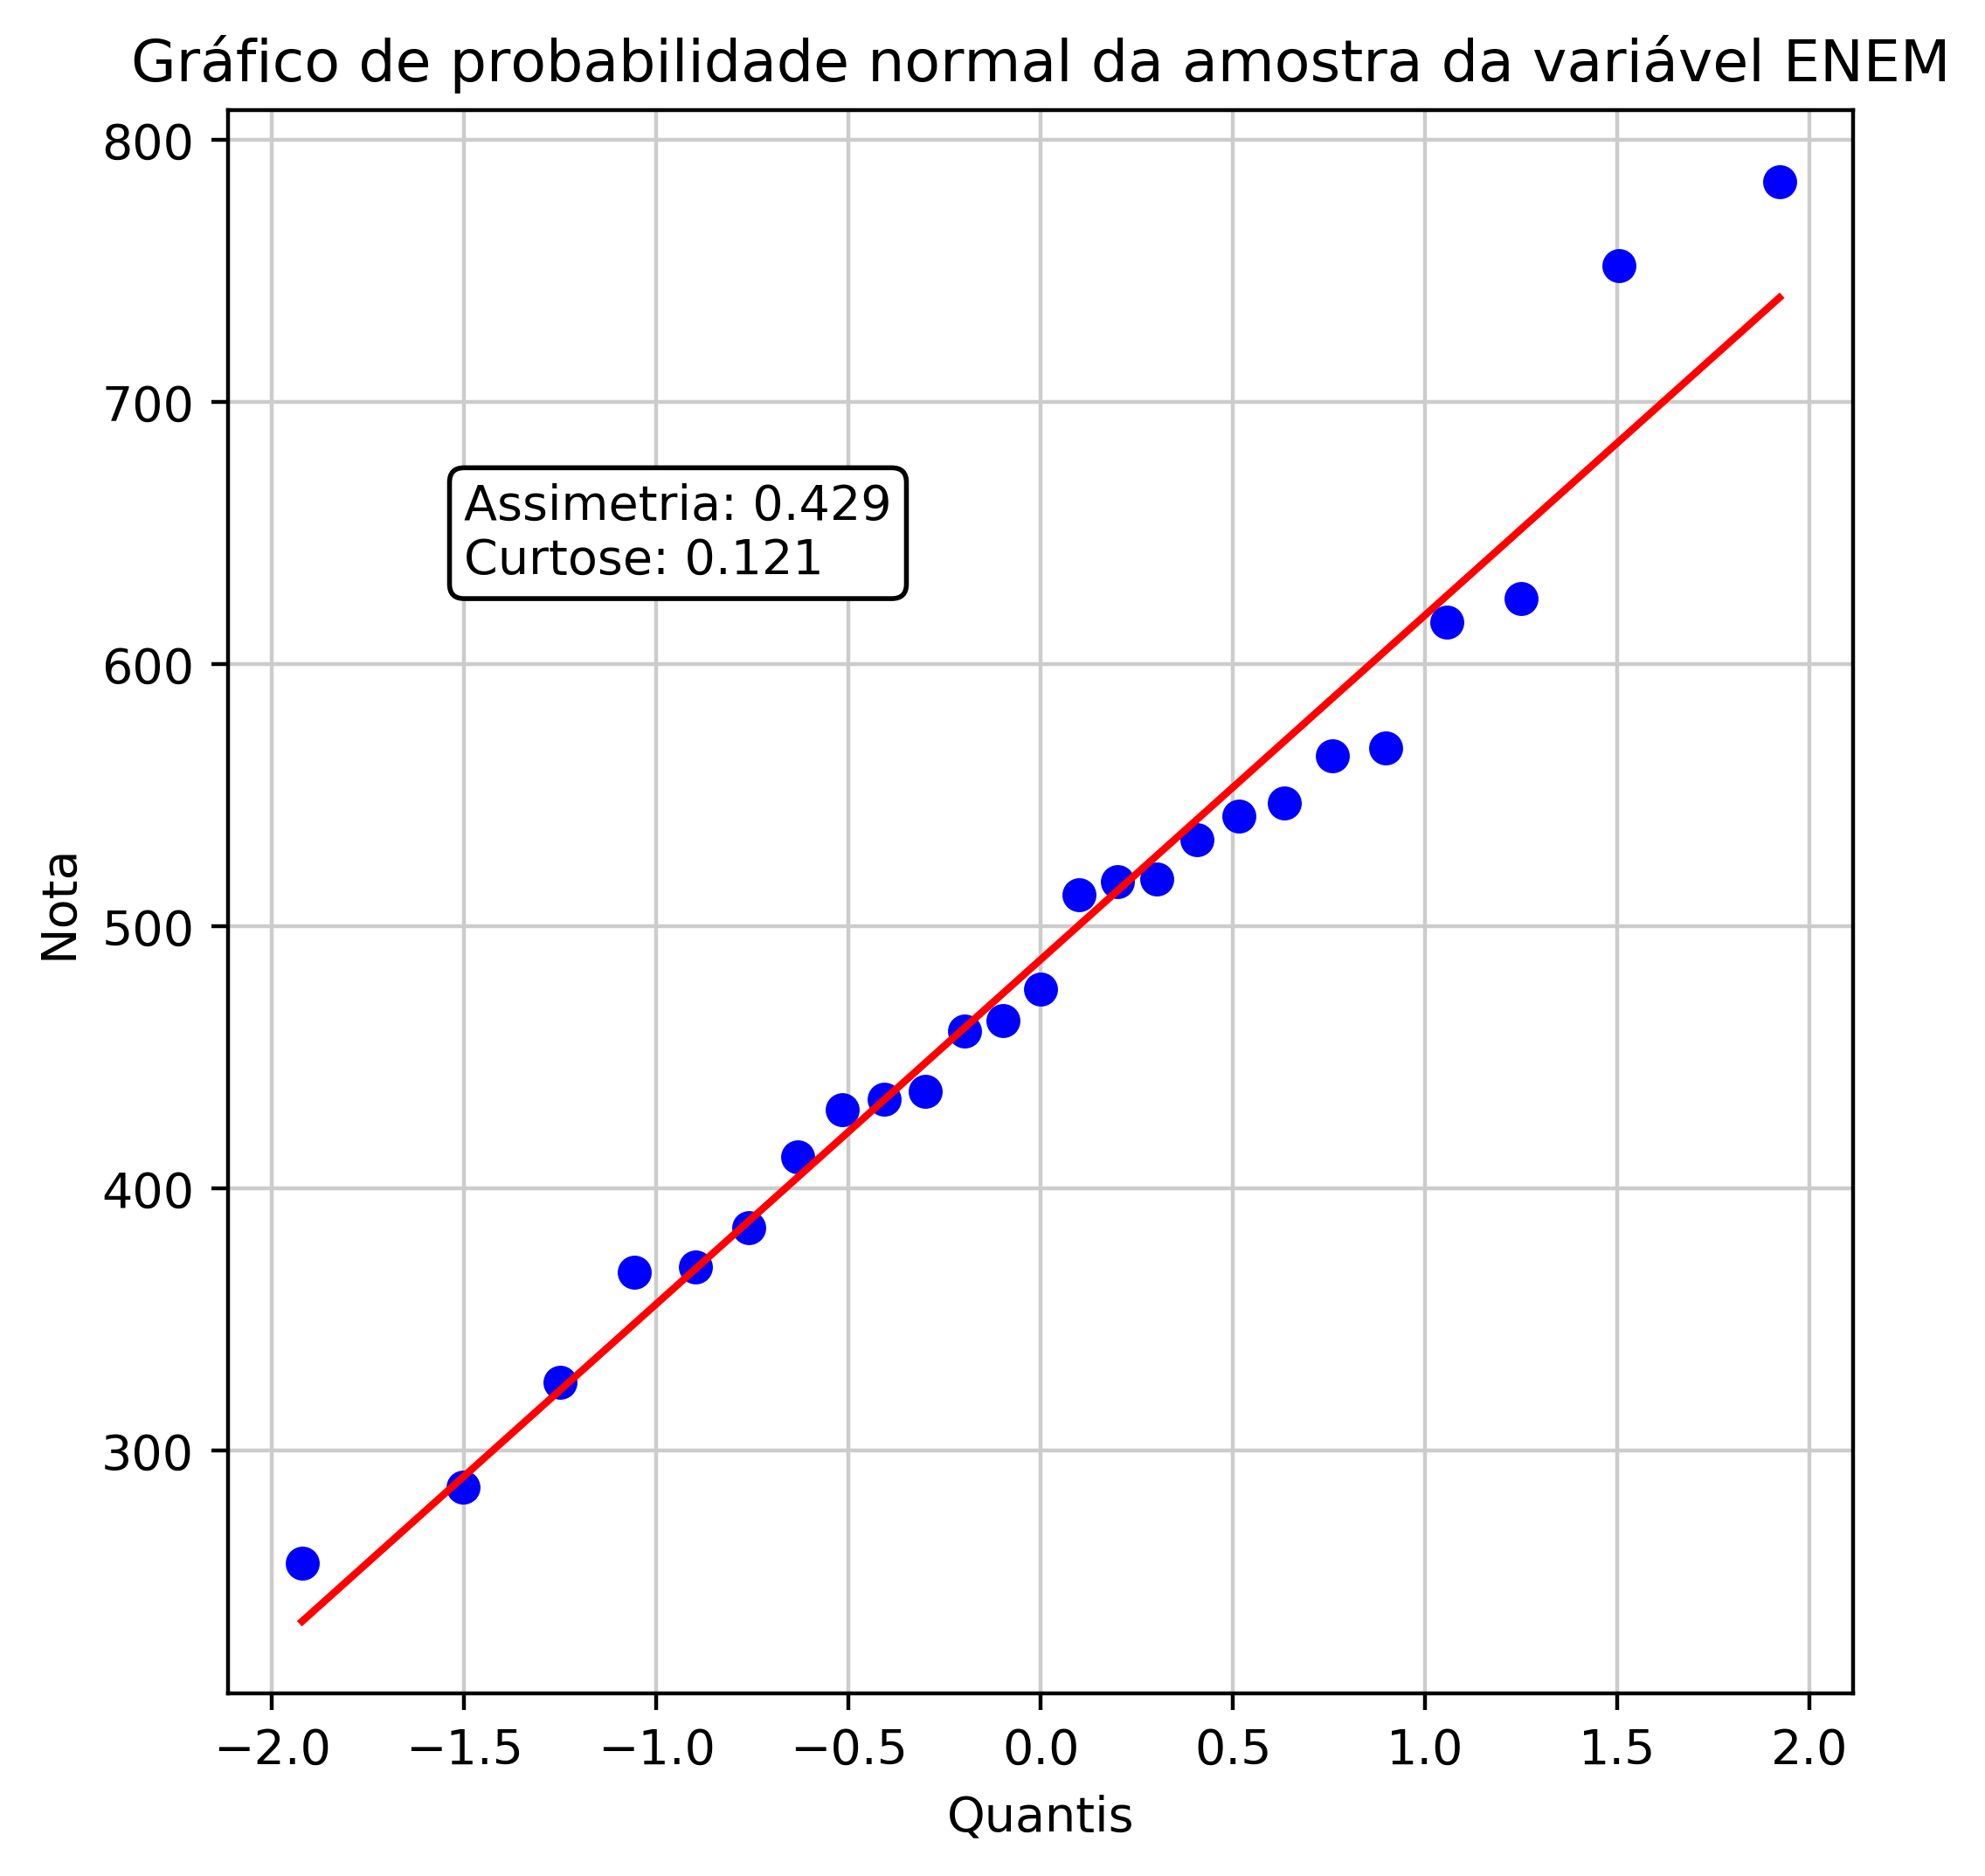 Gráfico de probabilidade normal da amostra da variável ENEM
800
700
600
500
400
300
Nota
Assimetria: 0.429
Curtose: 0.121
−2.0 −1.5 −1.0 −0.5 0.0 0.5 1.0 1.5 2.0
Quantis